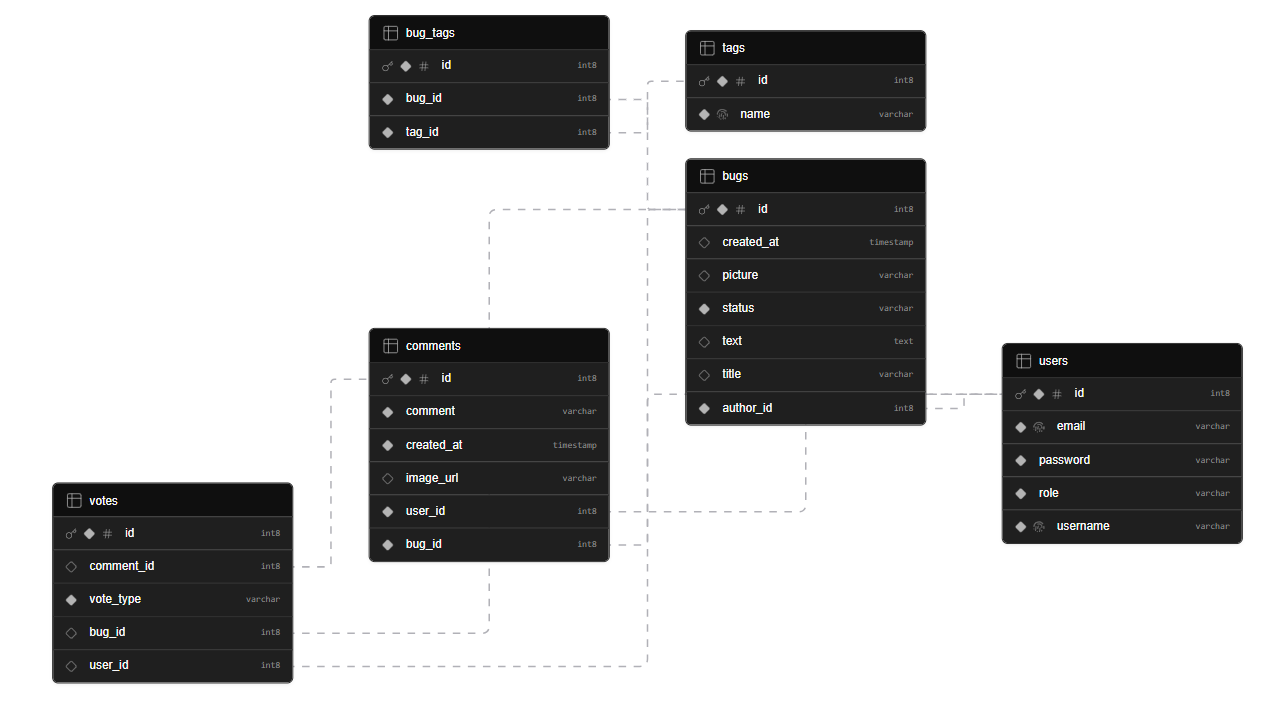 bug_tags
# id int8
bug_id int8
tag_id int8
tags
# id int8
name varchar
bugs
# id int8
created_at timestamp
picture varchar
status varchar
text text
title varchar
author_id int8
comments
# id int8
comment varchar
created_at timestamp
image_url varchar
user_id int8
bug_id int8
users
# id int8
email varchar
password varchar
role varchar
username varchar
votes
# id int8
comment_id int8
vote_type varchar
bug_id int8
user_id int8